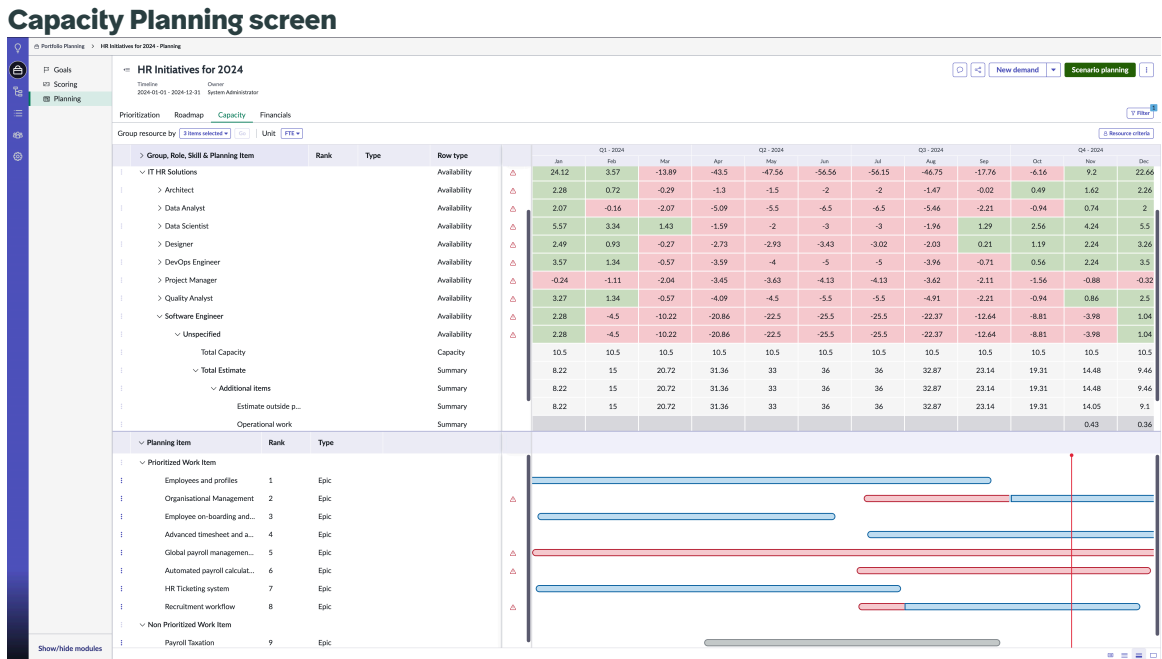 Capacity Planning screen
Portfolio Planning > HR Initiatives for 2024 - Planning
Goals
Scoring
Planning
HR Initiatives for 2024
Timeline Owner
2024-01-01 - 2024-12-31 System Administrator
New demand
Scenario planning
Prioritization Roadmap Capacity Financials
Filter
Group resource by 3 items selected Go Unit FTE
Resource criteria
Group, Role, Skill & Planning Item Rank Type Row type
Q1 - 2024 Q2 - 2024 Q3 - 2024 Q4 - 2024
Jan Feb Mar Apr May Jun Jul Aug Sep Oct Nov Dec
IT HR Solutions Availability 24.12 3.57 -13.89 -43.5 -47.56 -56.56 -56.15 -46.75 -17.76 -6.16 9.2 22.66
Architect Availability 2.28 0.72 -0.29 -1.3 -1.5 -2 -2 -1.47 -0.02 0.49 1.62 2.26
Data Analyst Availability 2.07 -0.16 -2.07 -5.09 -5.5 -6.5 -6.5 -5.46 -2.21 -0.94 0.74 2
Data Scientist Availability 5.57 3.34 1.43 -1.59 -2 -3 -3 -1.96 1.29 2.56 4.24 5.5
Designer Availability 2.49 0.93 -0.27 -2.73 -2.93 -3.43 -3.02 -2.03 0.21 1.19 2.24 3.26
DevOps Engineer Availability 3.57 1.34 -0.57 -3.59 -4 -5 -5 -3.96 -0.71 0.56 2.24 3.5
Project Manager Availability -0.24 -1.11 -2.04 -3.45 -3.63 -4.13 -4.13 -3.62 -2.11 -1.56 -0.88 -0.32
Quality Analyst Availability 3.27 1.34 -0.57 -4.09 -4.5 -5.5 -5.5 -4.91 -2.21 -0.94 0.86 2.5
Software Engineer Availability 2.28 -4.5 -10.22 -20.86 -22.5 -25.5 -25.5 -22.37 -12.64 -8.81 -3.98 1.04
Unspecified Availability 2.28 -4.5 -10.22 -20.86 -22.5 -25.5 -25.5 -22.37 -12.64 -8.81 -3.98 1.04
Total Capacity Capacity 10.5 10.5 10.5 10.5 10.5 10.5 10.5 10.5 10.5 10.5 10.5 10.5
Total Estimate Summary 8.22 15 20.72 31.36 33 36 36 32.87 23.14 19.31 14.48 9.46
Additional items Summary 8.22 15 20.72 31.36 33 36 36 32.87 23.14 19.31 14.48 9.46
Estimate outside p... Summary 8.22 15 20.72 31.36 33 36 36 32.87 23.14 19.31 14.05 9.1
Operational work Summary 0.43 0.36
Planning item Rank Type
Prioritized Work Item
Employees and profiles 1 Epic
Organisational Management 2 Epic
Employee on-boarding and... 3 Epic
Advanced timesheet and a... 4 Epic
Global payroll managemen... 5 Epic
Automated payroll calculat... 6 Epic
HR Ticketing system 7 Epic
Recruitment workflow 8 Epic
Non Prioritized Work Item
Payroll Taxation 9 Epic
Show/hide modules